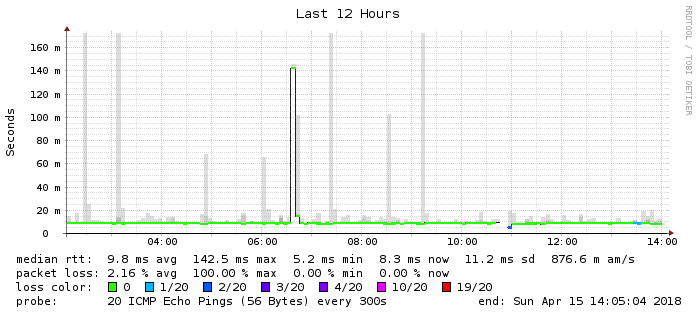 Last 12 Hours
RRDTOOL / TOBI OETIKER
Seconds
160 m
140 m
120 m
100 m
80 m
60 m
40 m
20 m
0
04:00 06:00 08:00 10:00 12:00 14:00
median rtt: 9.8 ms avg 142.5 ms max 5.2 ms min 8.3 ms now 11.2 ms sd 876.6 m am/s
packet loss: 2.16 % avg 100.00 % max 0.00 % min 0.00 % now
loss color: 0 1/20 2/20 3/20 4/20 10/20 19/20
probe: 20 ICMP Echo Pings (56 Bytes) every 300s end: Sun Apr 15 14:05:04 2018